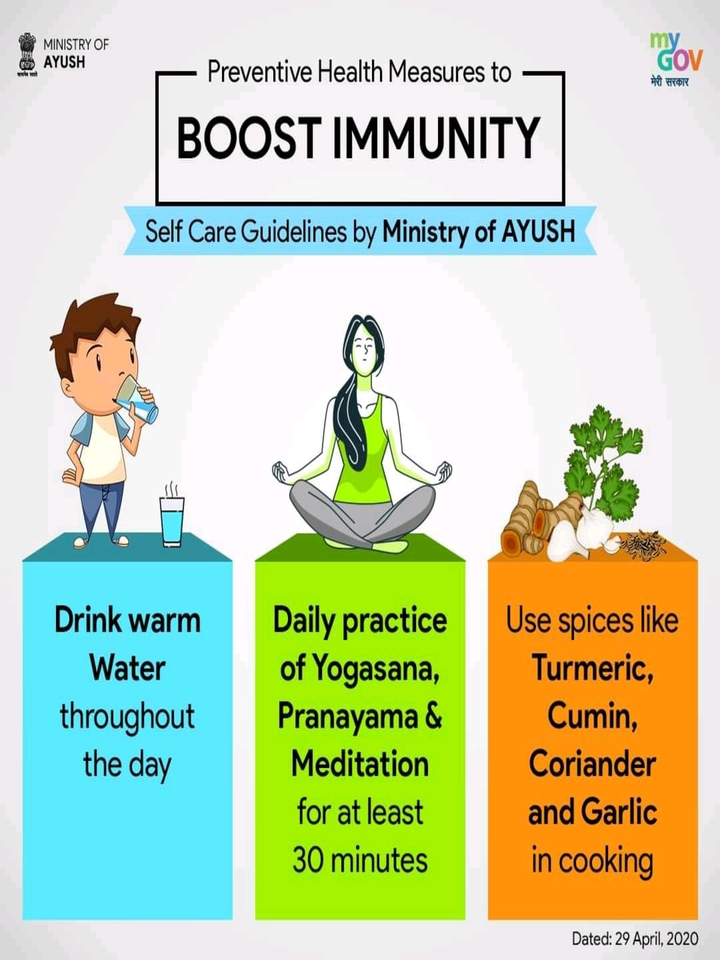 MINISTRY OF
AYUSH
सत्यमेव जयते
my
GOV
मेरी सरकार
Preventive Health Measures to
BOOST IMMUNITY
Self Care Guidelines by Ministry of AYUSH
Drink warm
Water
throughout
the day
Daily practice
of Yogasana,
Pranayama &
Meditation
for at least
30 minutes
Use spices like
Turmeric,
Cumin,
Coriander
and Garlic
in cooking
Dated: 29 April, 2020